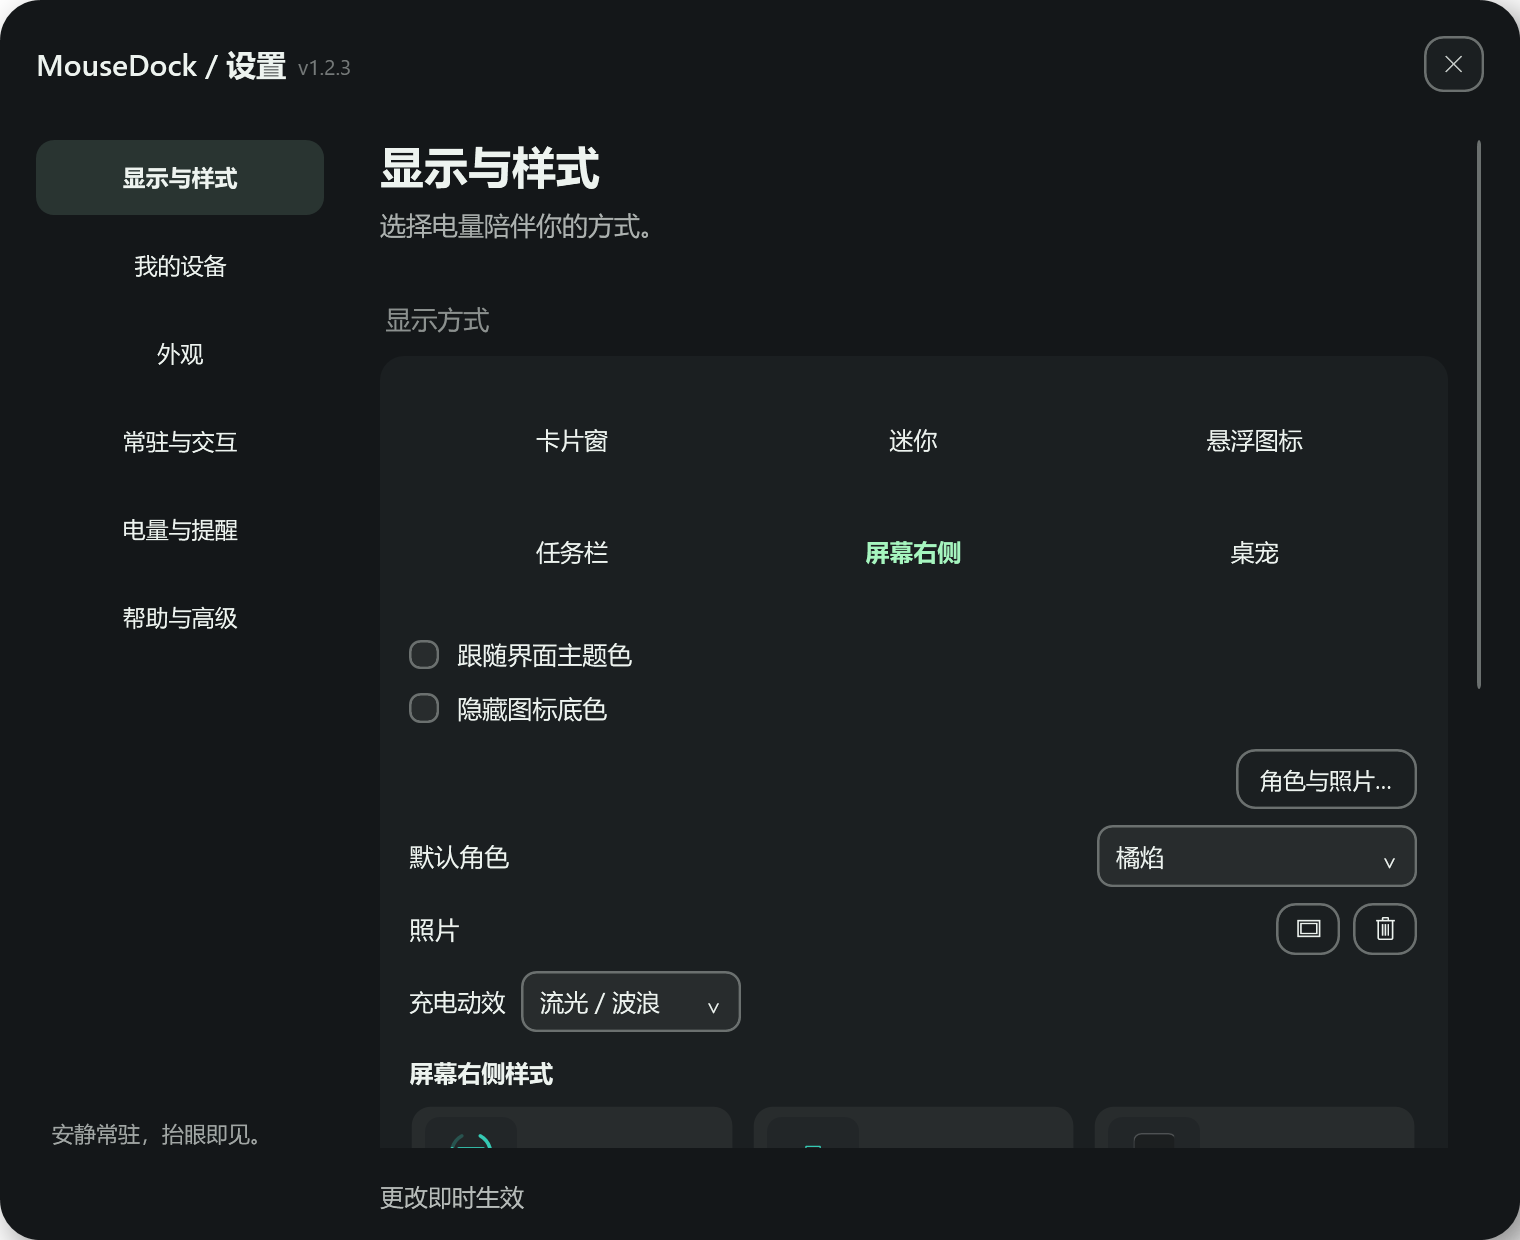 MouseDock / 设置 v1.2.3
显示与样式
我的设备
外观
常驻与交互
电量与提醒
帮助与高级
安静常驻，抬眼即见。
显示与样式
选择电量陪伴你的方式。
显示方式
卡片窗 迷你 悬浮图标
任务栏 屏幕右侧 桌宠
跟随界面主题色
隐藏图标底色
角色与照片...
默认角色 橘焰
照片
充电动效 流光 / 波浪
屏幕右侧样式
更改即时生效